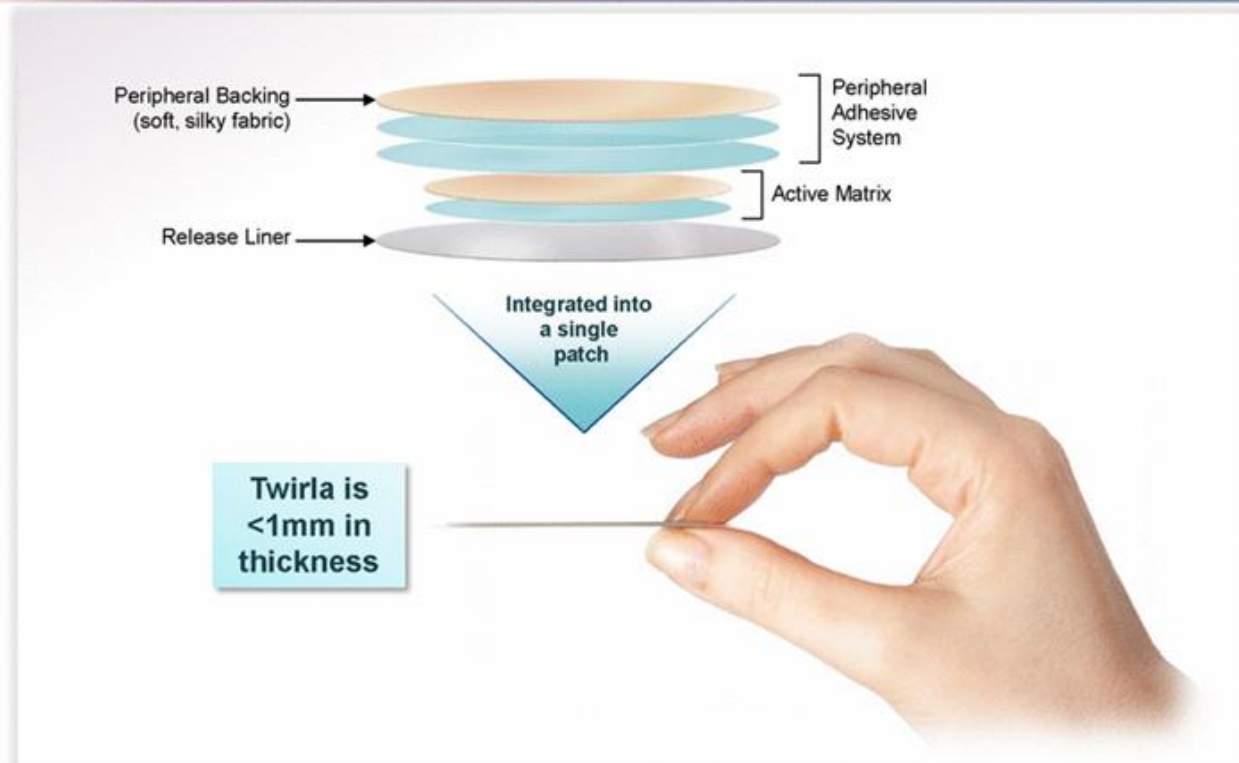 Peripheral Backing
(soft, silky fabric)
Peripheral
Adhesive
System
Active Matrix
Release Liner
Integrated into
a single
patch
Twirla is
<1mm in
thickness